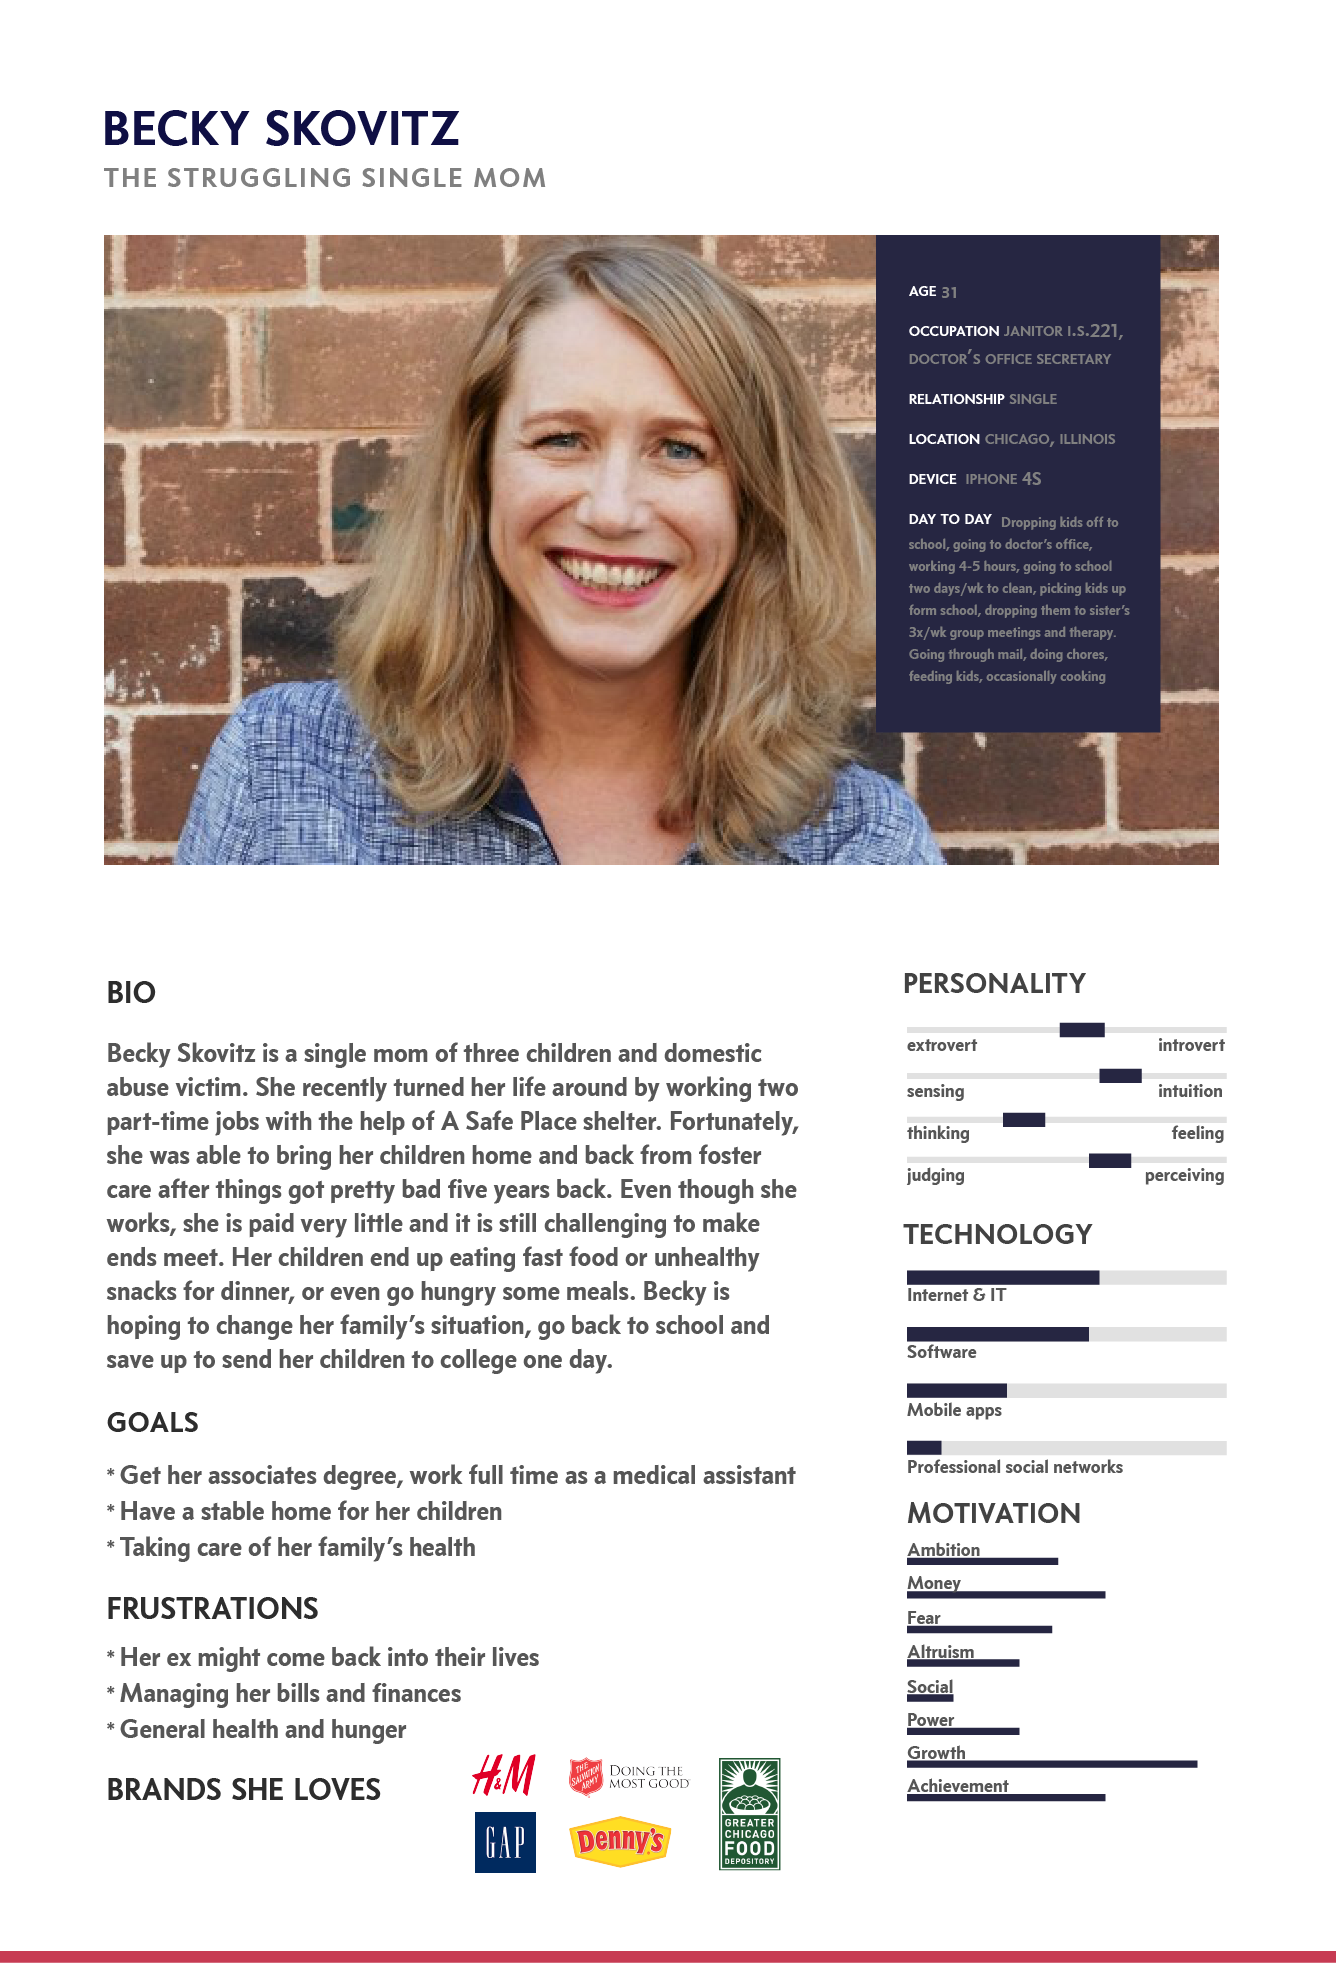 BECKY SKOVITZ
THE STRUGGLING SINGLE MOM
AGE 31
OCCUPATION JANITOR I.S.221,
DOCTOR'S OFFICE SECRETARY
RELATIONSHIP SINGLE
LOCATION CHICAGO, ILLINOIS
DEVICE IPHONE 4S
DAY TO DAY Dropping kids off to
school, going to doctor's office,
working 4-5 hours, going to school
two days/wk to clean, picking kids up
form school, dropping them to sister's
3x/wk group meetings and therapy.
Going through mail, doing chores,
feeding kids, occasionally cooking
BIO
Becky Skovitz is a single mom of three children and domestic
abuse victim. She recently turned her life around by working two
part-time jobs with the help of A Safe Place shelter. Fortunately,
she was able to bring her children home and back from foster
care after things got pretty bad five years back. Even though she
works, she is paid very little and it is still challenging to make
ends meet. Her children end up eating fast food or unhealthy
snacks for dinner, or even go hungry some meals. Becky is
hoping to change her family's situation, go back to school and
save up to send her children to college one day.
GOALS
* Get her associates degree, work full time as a medical assistant
* Have a stable home for her children
* Taking care of her family's health
FRUSTRATIONS
* Her ex might come back into their lives
* Managing her bills and finances
* General health and hunger
BRANDS SHE LOVES
H&M
THE SALVATION ARMY
DOING THE
MOST GOOD
GAP
Denny's
GREATER
CHICAGO
FOOD
DEPOSITORY
PERSONALITY
extrovert introvert
sensing intuition
thinking feeling
judging perceiving
TECHNOLOGY
Internet & IT
Software
Mobile apps
Professional social networks
MOTIVATION
Ambition
Money
Fear
Altruism
Social
Power
Growth
Achievement